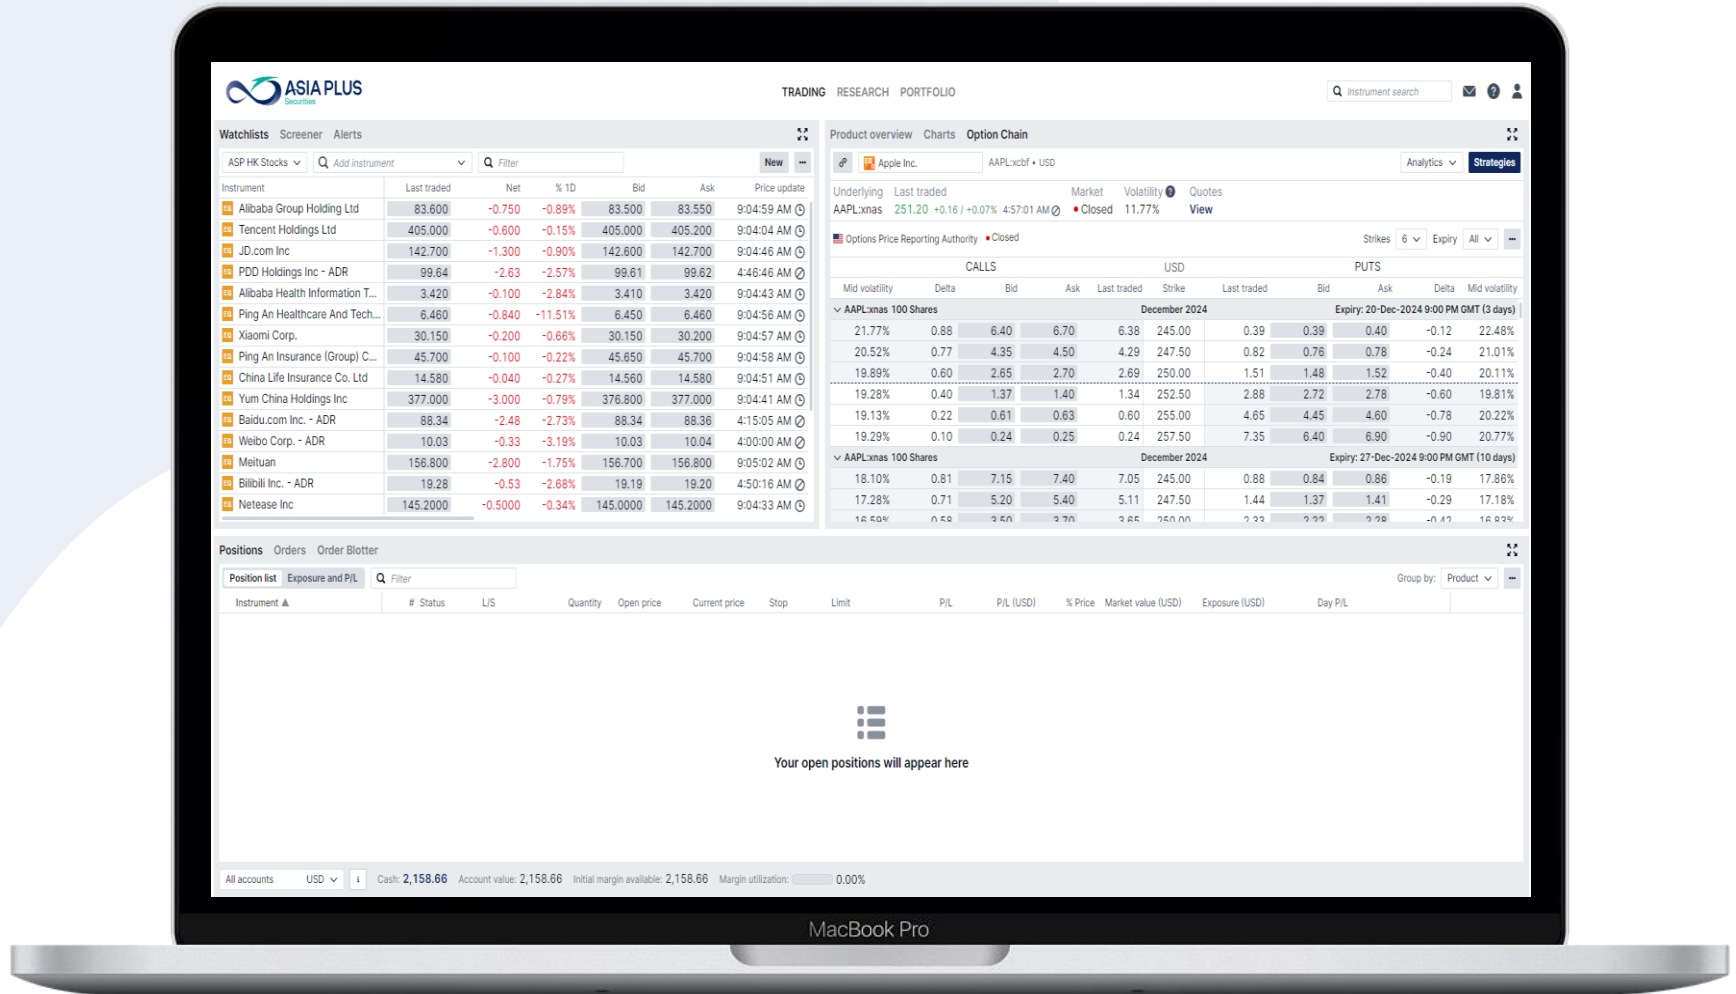 ASIA PLUS
Securities
TRADING RESEARCH PORTFOLIO
Instrument search
Watchlists Screener Alerts
ASP HK Stocks Add instrument Filter New
Instrument Last traded Net % 1D Bid Ask Price update
Alibaba Group Holding Ltd 83.600 -0.750 -0.89% 83.500 83.550 9:04:59 AM
Tencent Holdings Ltd 405.000 -0.600 -0.15% 405.000 405.200 9:04:04 AM
JD.com Inc 142.700 -1.300 -0.90% 142.600 142.700 9:04:46 AM
PDD Holdings Inc - ADR 99.64 -2.63 -2.57% 99.61 99.62 4:46:46 AM
Alibaba Health Information T... 3.420 -0.100 -2.84% 3.410 3.420 9:04:43 AM
Ping An Healthcare And Tech... 6.460 -0.840 -11.51% 6.450 6.460 9:04:56 AM
Xiaomi Corp. 30.150 -0.200 -0.66% 30.150 30.200 9:04:57 AM
Ping An Insurance (Group) C... 45.700 -0.100 -0.22% 45.650 45.700 9:04:58 AM
China Life Insurance Co. Ltd 14.580 -0.040 -0.27% 14.560 14.580 9:04:51 AM
Yum China Holdings Inc 377.000 -3.000 -0.79% 376.800 377.000 9:04:41 AM
Baidu.com Inc. - ADR 88.34 -2.48 -2.73% 88.34 88.36 4:15:05 AM
Weibo Corp. - ADR 10.03 -0.33 -3.19% 10.03 10.04 4:00:00 AM
Meituan 156.800 -2.800 -1.75% 156.700 156.800 9:05:02 AM
Bilibili Inc. - ADR 19.28 -0.53 -2.68% 19.19 19.20 4:50:16 AM
Netease Inc 145.2000 -0.5000 -0.34% 145.0000 145.2000 9:04:33 AM
Product overview Charts Option Chain
Apple Inc. AAPL:xcbf • USD Analytics Strategies
Underlying Last traded Market Volatility Quotes
AAPL:xnas 251.20 +0.16 / +0.07% 4:57:01 AM Closed 11.77% View
Options Price Reporting Authority Closed Strikes 6 Expiry All
CALLS USD PUTS
Mid volatility Delta Bid Ask Last traded Strike Last traded Bid Ask Delta Mid volatility
AAPL:xnas 100 Shares December 2024 Expiry: 20-Dec-2024 9:00 PM GMT (3 days)
21.77% 0.88 6.40 6.70 6.38 245.00 0.39 0.39 0.40 -0.12 22.48%
20.52% 0.77 4.35 4.50 4.29 247.50 0.82 0.76 0.78 -0.24 21.01%
19.89% 0.60 2.65 2.70 2.69 250.00 1.51 1.48 1.52 -0.40 20.11%
19.28% 0.40 1.37 1.40 1.34 252.50 2.88 2.72 2.78 -0.60 19.81%
19.13% 0.22 0.61 0.63 0.60 255.00 4.65 4.45 4.60 -0.78 20.22%
19.29% 0.10 0.24 0.25 0.24 257.50 7.35 6.40 6.90 -0.90 20.77%
AAPL:xnas 100 Shares December 2024 Expiry: 27-Dec-2024 9:00 PM GMT (10 days)
18.10% 0.81 7.15 7.40 7.05 245.00 0.88 0.84 0.86 -0.19 17.86%
17.28% 0.71 5.20 5.40 5.11 247.50 1.44 1.37 1.41 -0.29 17.18%
16.59% 0.58 3.50 3.70 3.65 250.00 2.33 2.22 2.28 -0.42 16.83%
Positions Orders Order Blotter
Position list Exposure and P/L Filter Group by: Product
Instrument # Status L/S Quantity Open price Current price Stop Limit P/L P/L (USD) % Price Market value (USD) Exposure (USD) Day P/L
Your open positions will appear here
All accounts USD Cash: 2,158.66 Account value: 2,158.66 Initial margin available: 2,158.66 Margin utilization: 0.00%
MacBook Pro